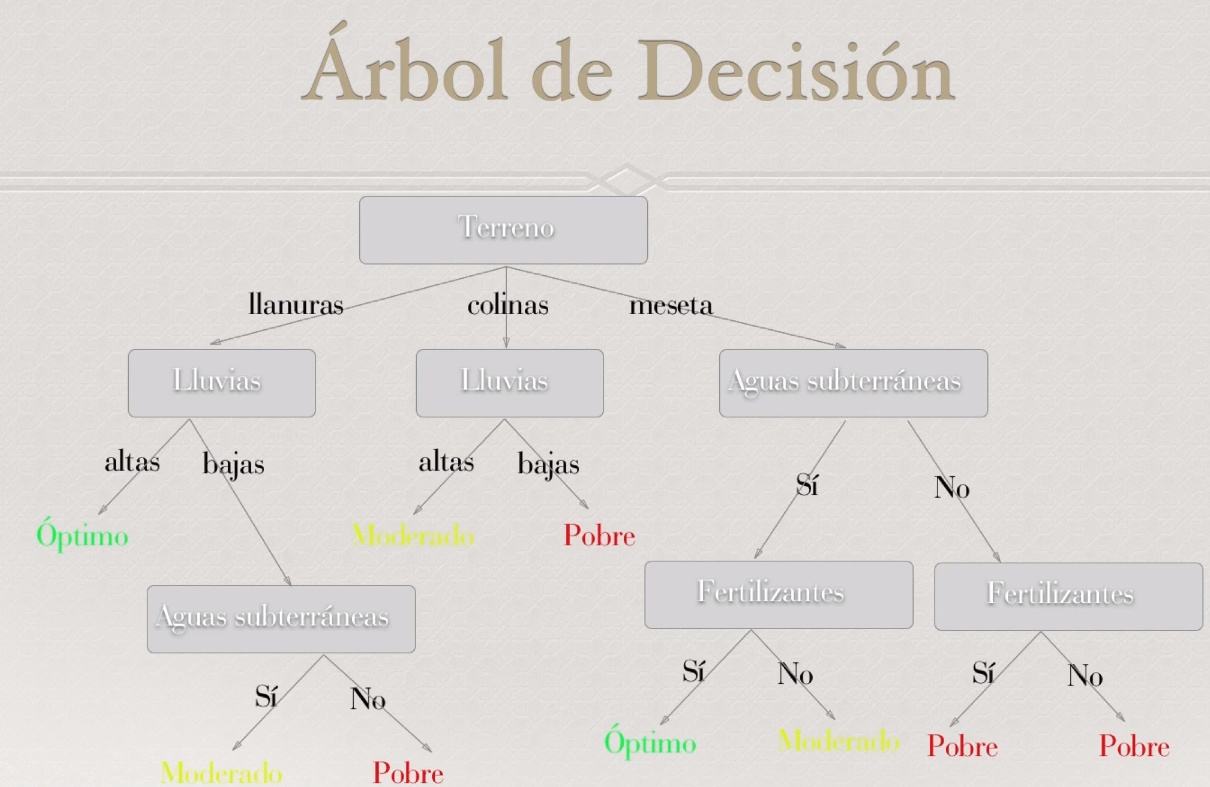 Árbol de Decisión
Terreno
llanuras
colinas
meseta
Lluvias
Lluvias
Aguas subterráneas
altas
bajas
altas
bajas
Sí
No
Óptimo
Moderado
Pobre
Aguas subterráneas
Fertilizantes
Fertilizantes
Sí
No
Sí
No
Sí
No
Moderado
Pobre
Óptimo
Moderado
Pobre
Pobre